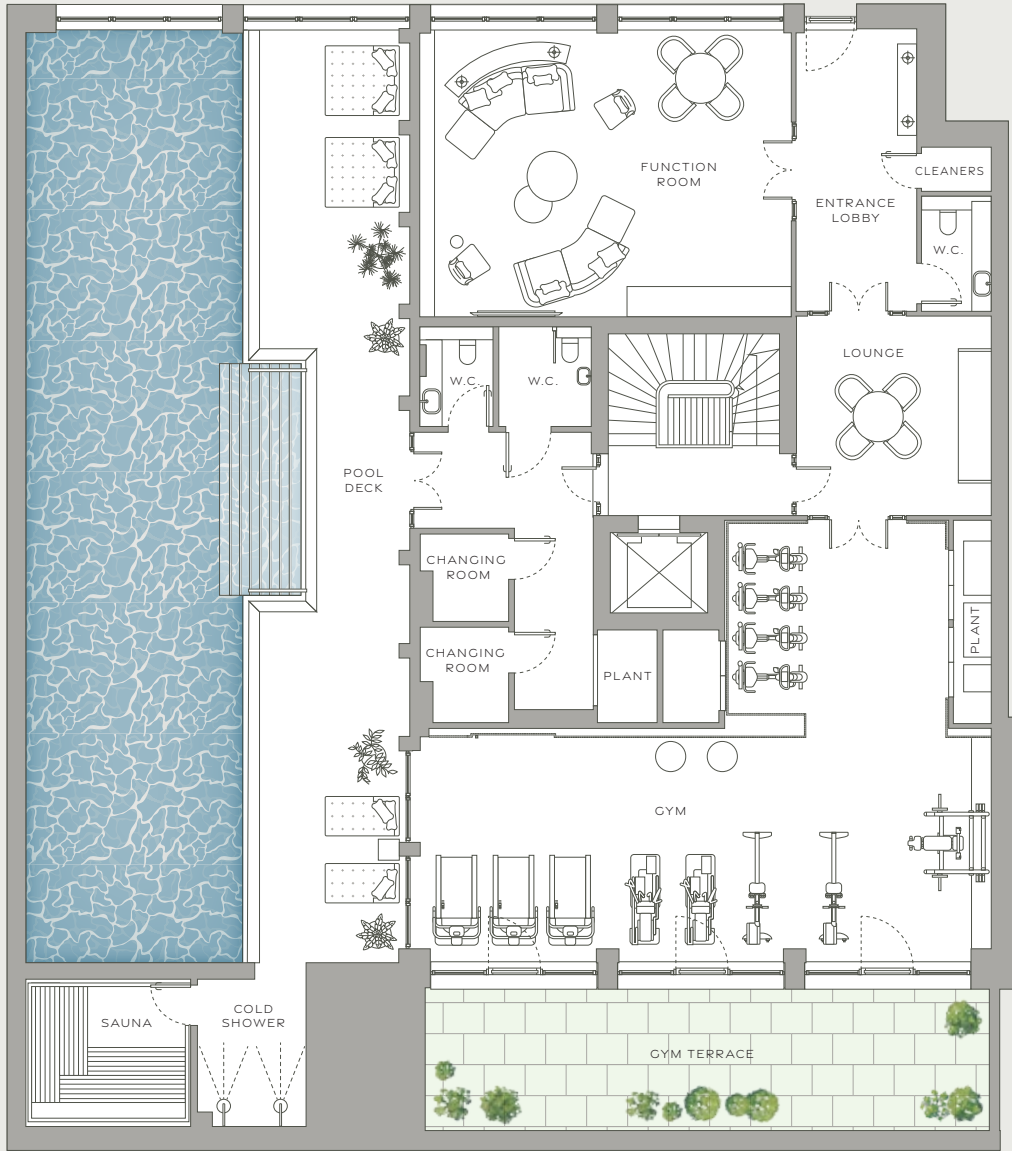 FUNCTION
ROOM
CLEANERS
ENTRANCE
LOBBY
W.C.
LOUNGE
W.C.
W.C.
POOL
DECK
CHANGING
ROOM
PLANT
CHANGING
ROOM
PLANT
GYM
SAUNA
COLD
SHOWER
GYM TERRACE